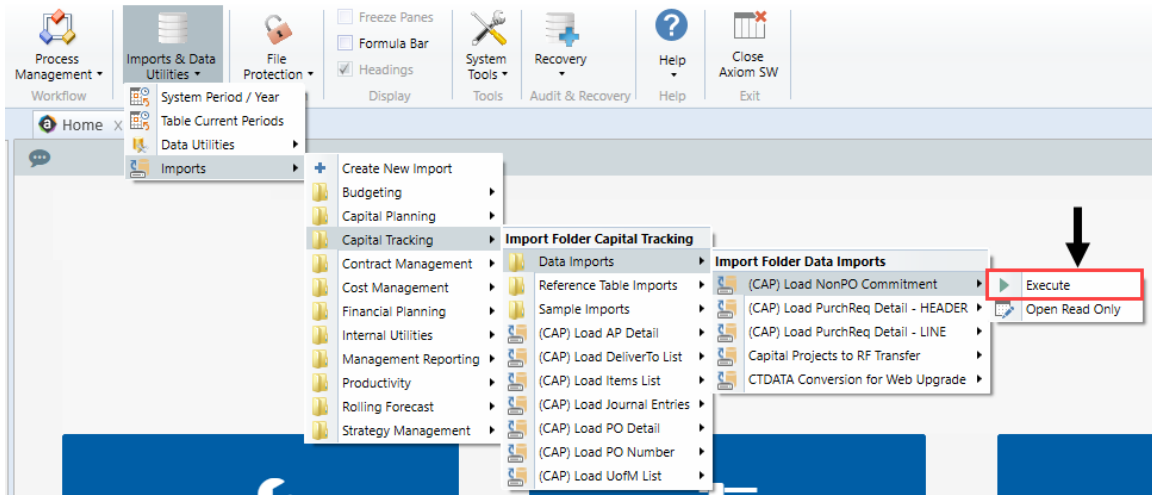 Process
Management
Workflow
Imports & Data
Utilities
File
Protection
Freeze Panes
Formula Bar
Headings
Display
System
Tools
Tools
Recovery
Audit & Recovery
?
Help
Help
Close
Axiom SW
Exit
a Home X
System Period / Year
Table Current Periods
Data Utilities
Imports
Create New Import
Budgeting
Capital Planning
Capital Tracking
Contract Management
Cost Management
Financial Planning
Internal Utilities
Management Reporting
Productivity
Rolling Forecast
Strategy Management
Import Folder Capital Tracking
Data Imports
Reference Table Imports
Sample Imports
(CAP) Load AP Detail
(CAP) Load DeliverTo List
(CAP) Load Items List
(CAP) Load Journal Entries
(CAP) Load PO Detail
(CAP) Load PO Number
(CAP) Load UofM List
Import Folder Data Imports
(CAP) Load NonPO Commitment
(CAP) Load PurchReq Detail - HEADER
(CAP) Load PurchReq Detail - LINE
Capital Projects to RF Transfer
CTDATA Conversion for Web Upgrade
Execute
Open Read Only